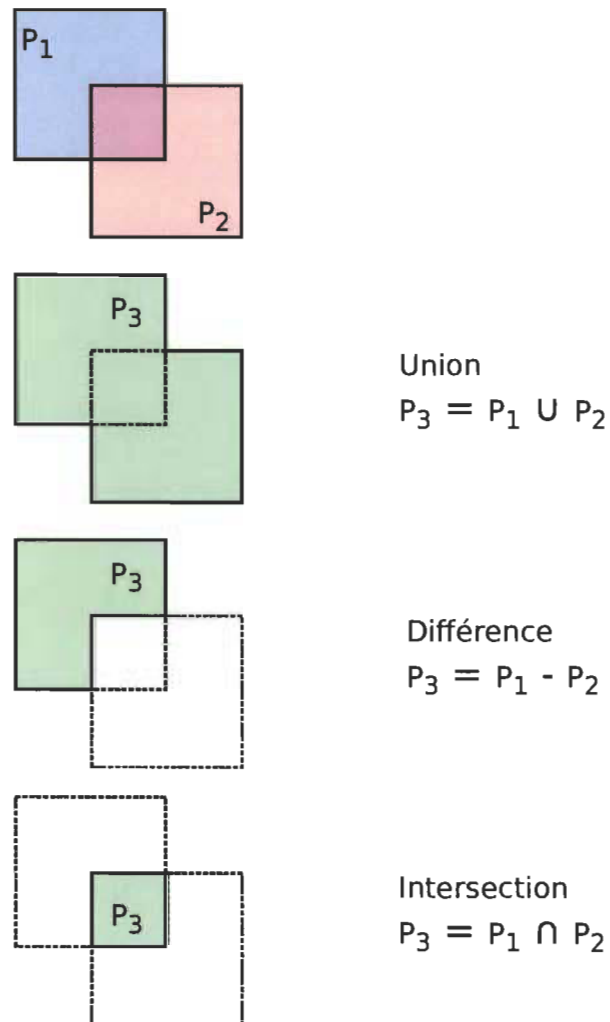 P₁
P₂
P₃
Union
P₃ = P₁ ∪ P₂
P₃
Différence
P₃ = P₁ - P₂
P₃
Intersection
P₃ = P₁ ∩ P₂